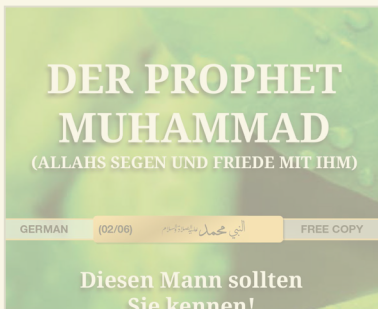 DER PROPHET
MUHAMMAD
(ALLAHS SEGEN UND FRIEDE MIT IHM)
GERMAN (02/06) النبي محمد FREE COPY
Diesen Mann sollten
Sie kennen!